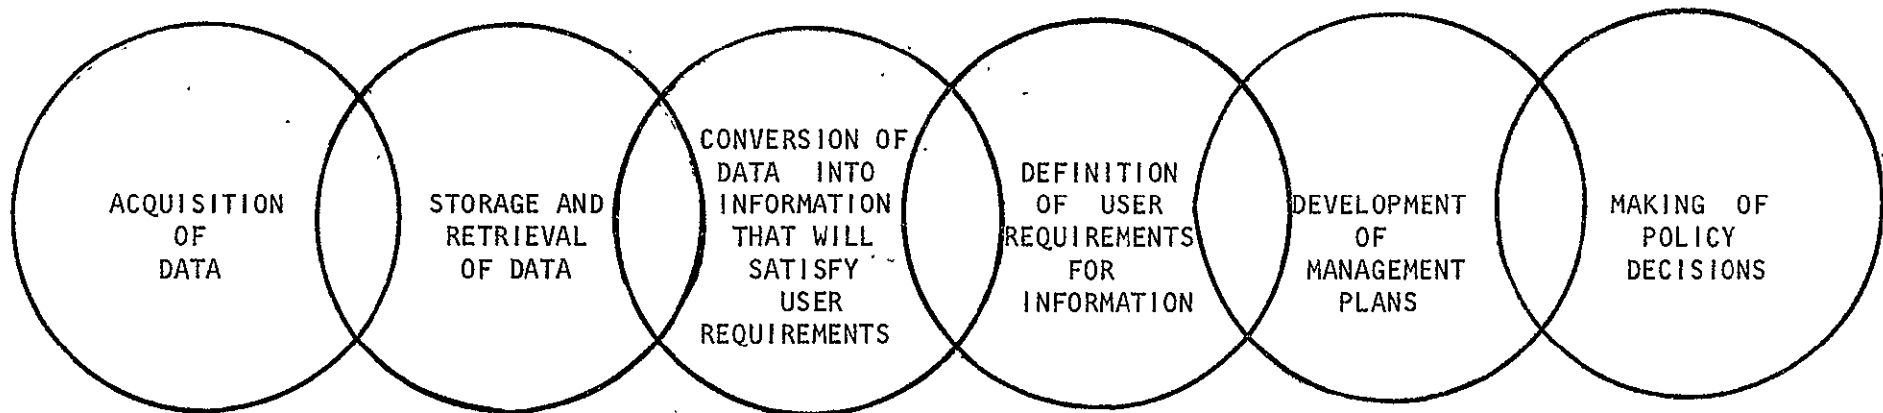 ACQUISITION
OF
DATA
STORAGE AND
RETRIEVAL
OF DATA
CONVERSION OF
DATA INTO
INFORMATION
THAT WILL
SATISFY
USER
REQUIREMENTS
DEFINITION
OF USER
REQUIREMENTS
FOR
INFORMATION
DEVELOPMENT
OF
MANAGEMENT
PLANS
MAKING OF
POLICY
DECISIONS